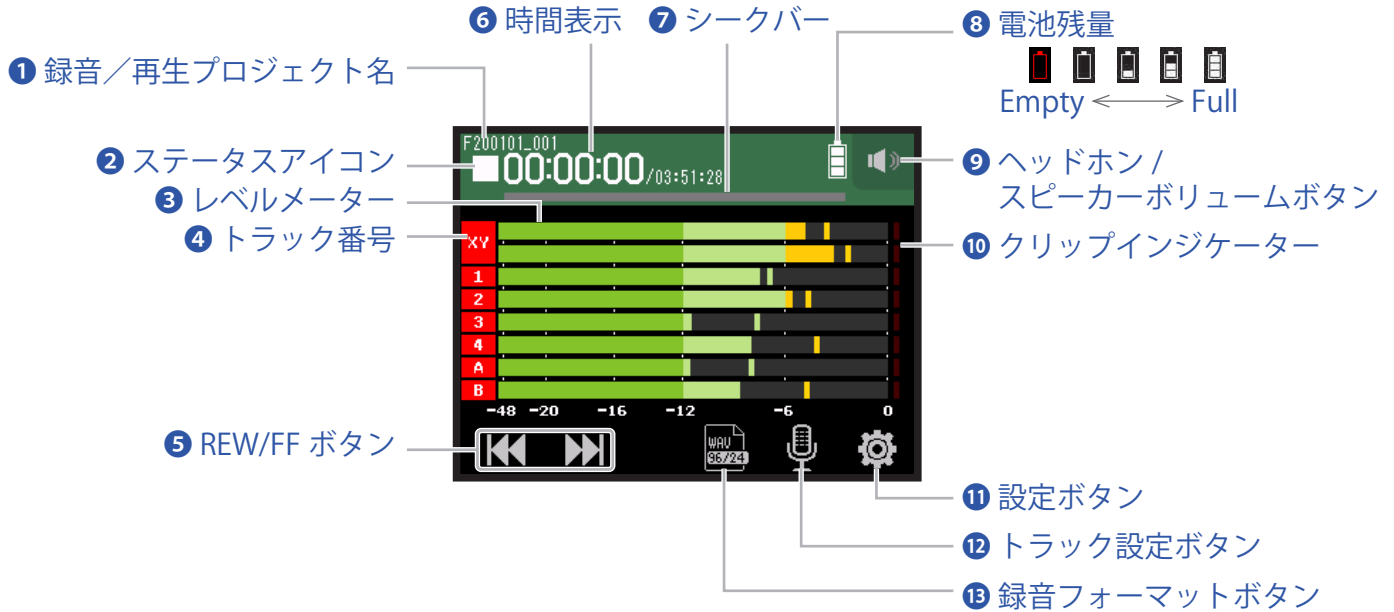 ❻ 時間表示
❼ シークバー
❽ 電池残量
Empty Full
❶ 録音／再生プロジェクト名
❷ ステータスアイコン
❸ レベルメーター
❹ トラック番号
❺ REW/FF ボタン
F200101_001
00:00:00/03:51:28
XY
1
2
3
4
A
B
-48 -20 -16 -12 -6 0
WAV
96/24
❾ ヘッドホン /
スピーカーボリュームボタン
❿ クリップインジケーター
⓫ 設定ボタン
⓬ トラック設定ボタン
⓭ 録音フォーマットボタン